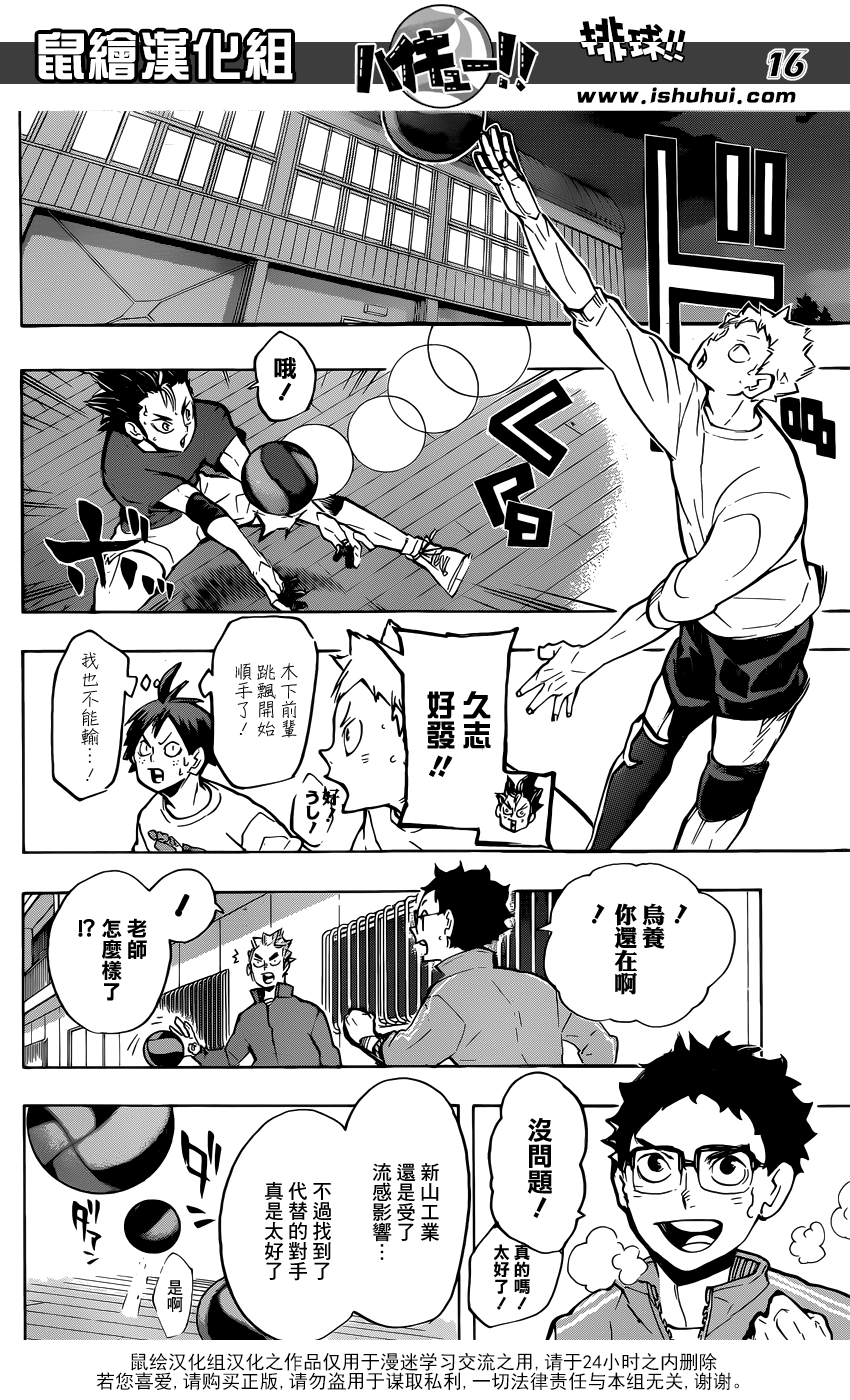 鼠繪漢化組
ハイキュー!!
排球!!
16
www.ishuhui.com
ド
哦!
久志
好發!!
木下前輩
跳飄開始
順手了!
我也不能輸…!
好!
うし!
烏養!
你還在啊!
!
老師
怎麼樣了
!?
沒問題!
真的嗎!
太好了!
新山工業
還是受了
流感影響…
不過找到了
代替的對手
真是太好了
是啊
鼠绘汉化组汉化之作品仅用于漫迷学习交流之用, 请于24小时之内删除
若您喜爱, 请购买正版, 请勿盗用于谋取私利, 一切法律责任与本组无关, 谢谢。